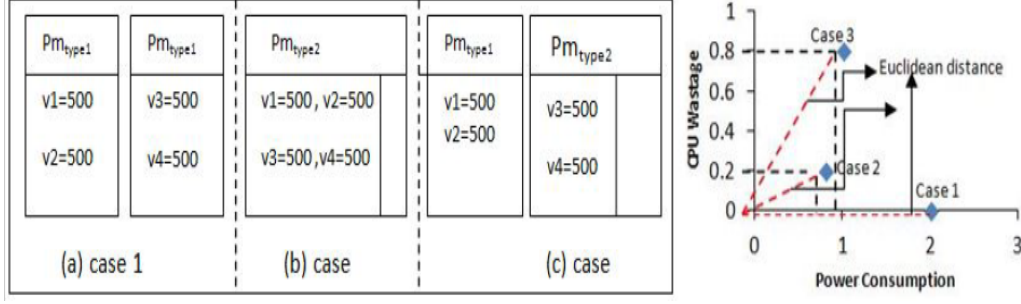 Pmtype1
v1=500
v2=500
Pmtype1
v3=500
v4=500
(a) case 1
Pmtype2
v1=500 , v2=500
v3=500 ,v4=500
(b) case
Pmtype1
v1=500
v2=500
Pmtype2
v3=500
v4=500
(c) case
CPU Wastage
1
0.8
0.6
0.4
0.2
0
Case 3
Euclidean distance
Case 2
Case 1
0 1 2 3
Power Consumption